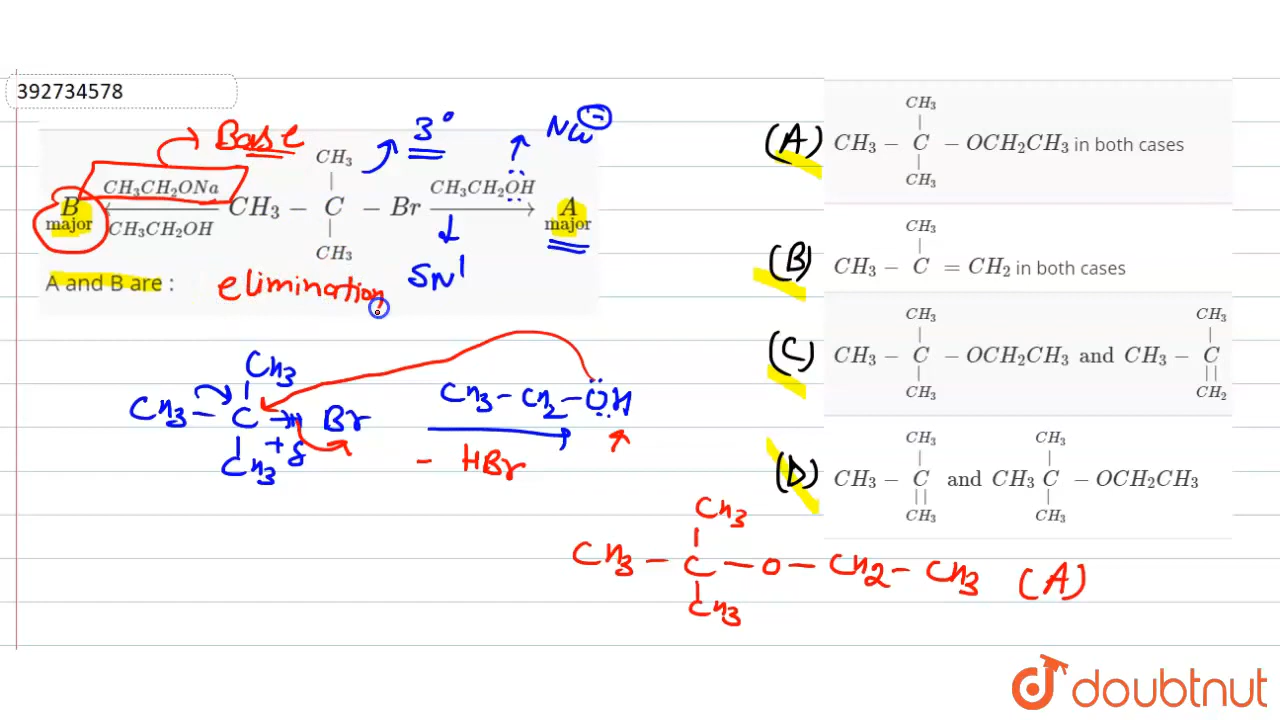 392734578
Base
3°
Nu⊖
CH₃
CH₃CH₂ONa
CH₃CH₂OH
B major
CH₃ − C − Br
CH₃CH₂OH
A major
CH₃
A and B are :
elimination
SN1
CH₃
CH₃ − C − Br
+δ
CH₃
CH₃ − CH₂ − ÖH
− HBr
CH₃
CH₃ − C − O − CH₂ − CH₃ (A)
CH₃
(A)
CH₃
|
CH₃ − C − OCH₂CH₃ in both cases
|
CH₃
(B)
CH₃
|
CH₃ − C = CH₂ in both cases
(C)
CH₃ CH₃
| |
CH₃ − C − OCH₂CH₃ and CH₃ − C
| ||
CH₃ CH₂
(D)
CH₃ CH₃
| |
CH₃ − C and CH₃ C − OCH₂CH₃
|| |
CH₃ CH₃
doubtnut